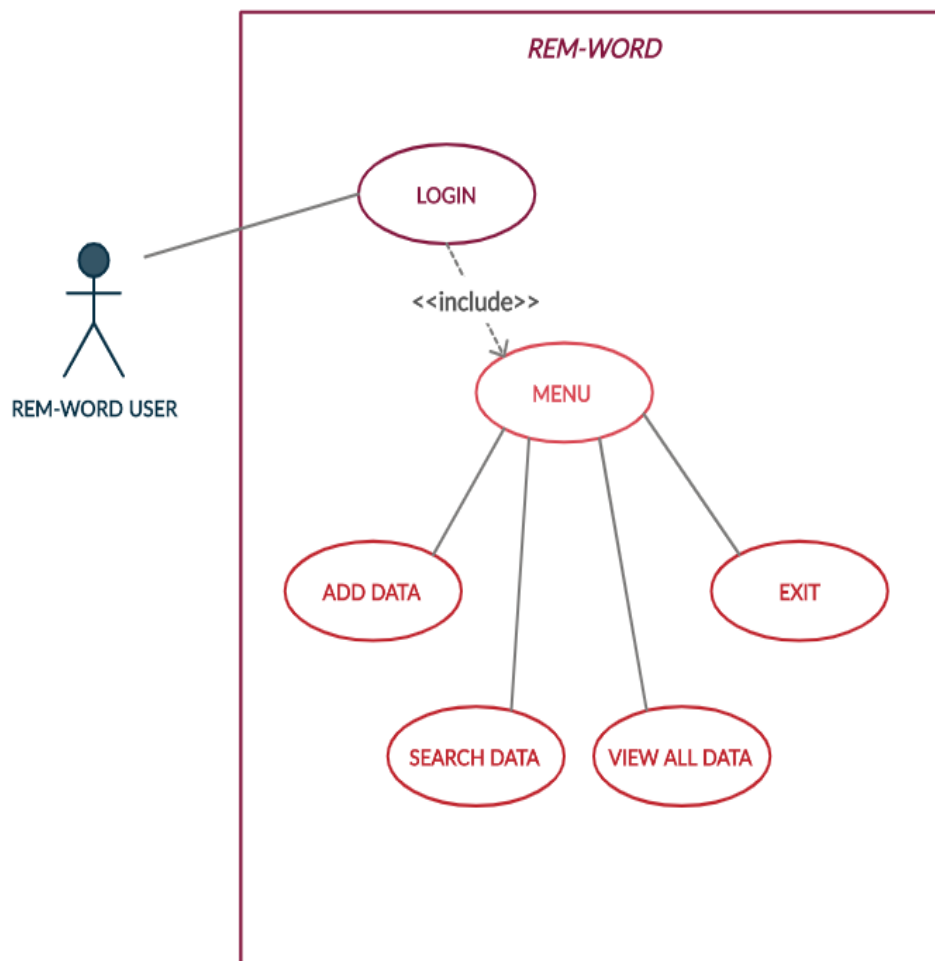 REM-WORD
LOGIN
<<include>>
MENU
REM-WORD USER
ADD DATA
EXIT
SEARCH DATA
VIEW ALL DATA